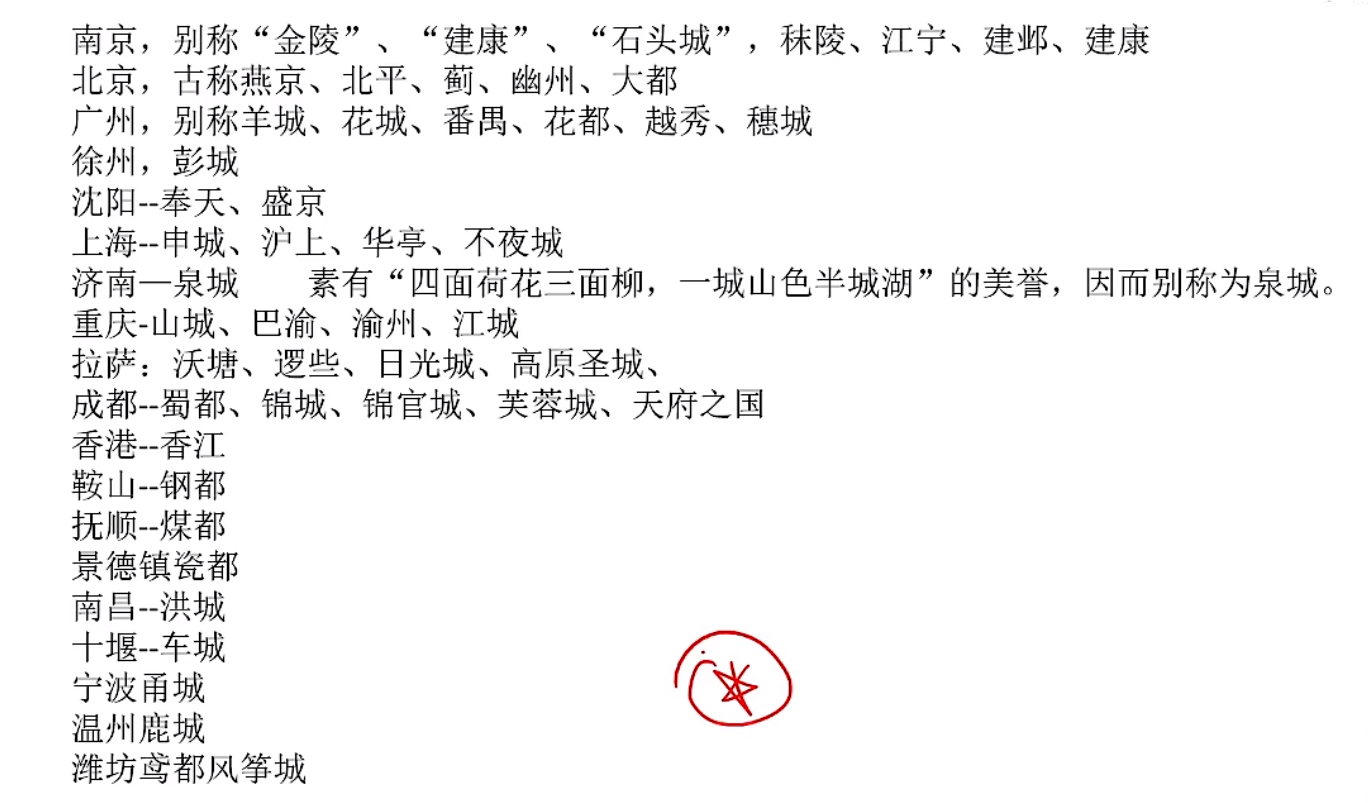 南京，别称“金陵”、“建康”、“石头城”，秣陵、江宁、建邺、建康
北京，古称燕京、北平、蓟、幽州、大都
广州，别称羊城、花城、番禺、花都、越秀、穗城
徐州，彭城
沈阳--奉天、盛京
上海--申城、沪上、华亭、不夜城
济南—泉城　　素有“四面荷花三面柳，一城山色半城湖”的美誉，因而别称为泉城。
重庆-山城、巴渝、渝州、江城
拉萨：沃塘、逻些、日光城、高原圣城、
成都--蜀都、锦城、锦官城、芙蓉城、天府之国
香港--香江
鞍山--钢都
抚顺--煤都
景德镇瓷都
南昌--洪城
十堰--车城
宁波甬城
温州鹿城
潍坊鸢都风筝城